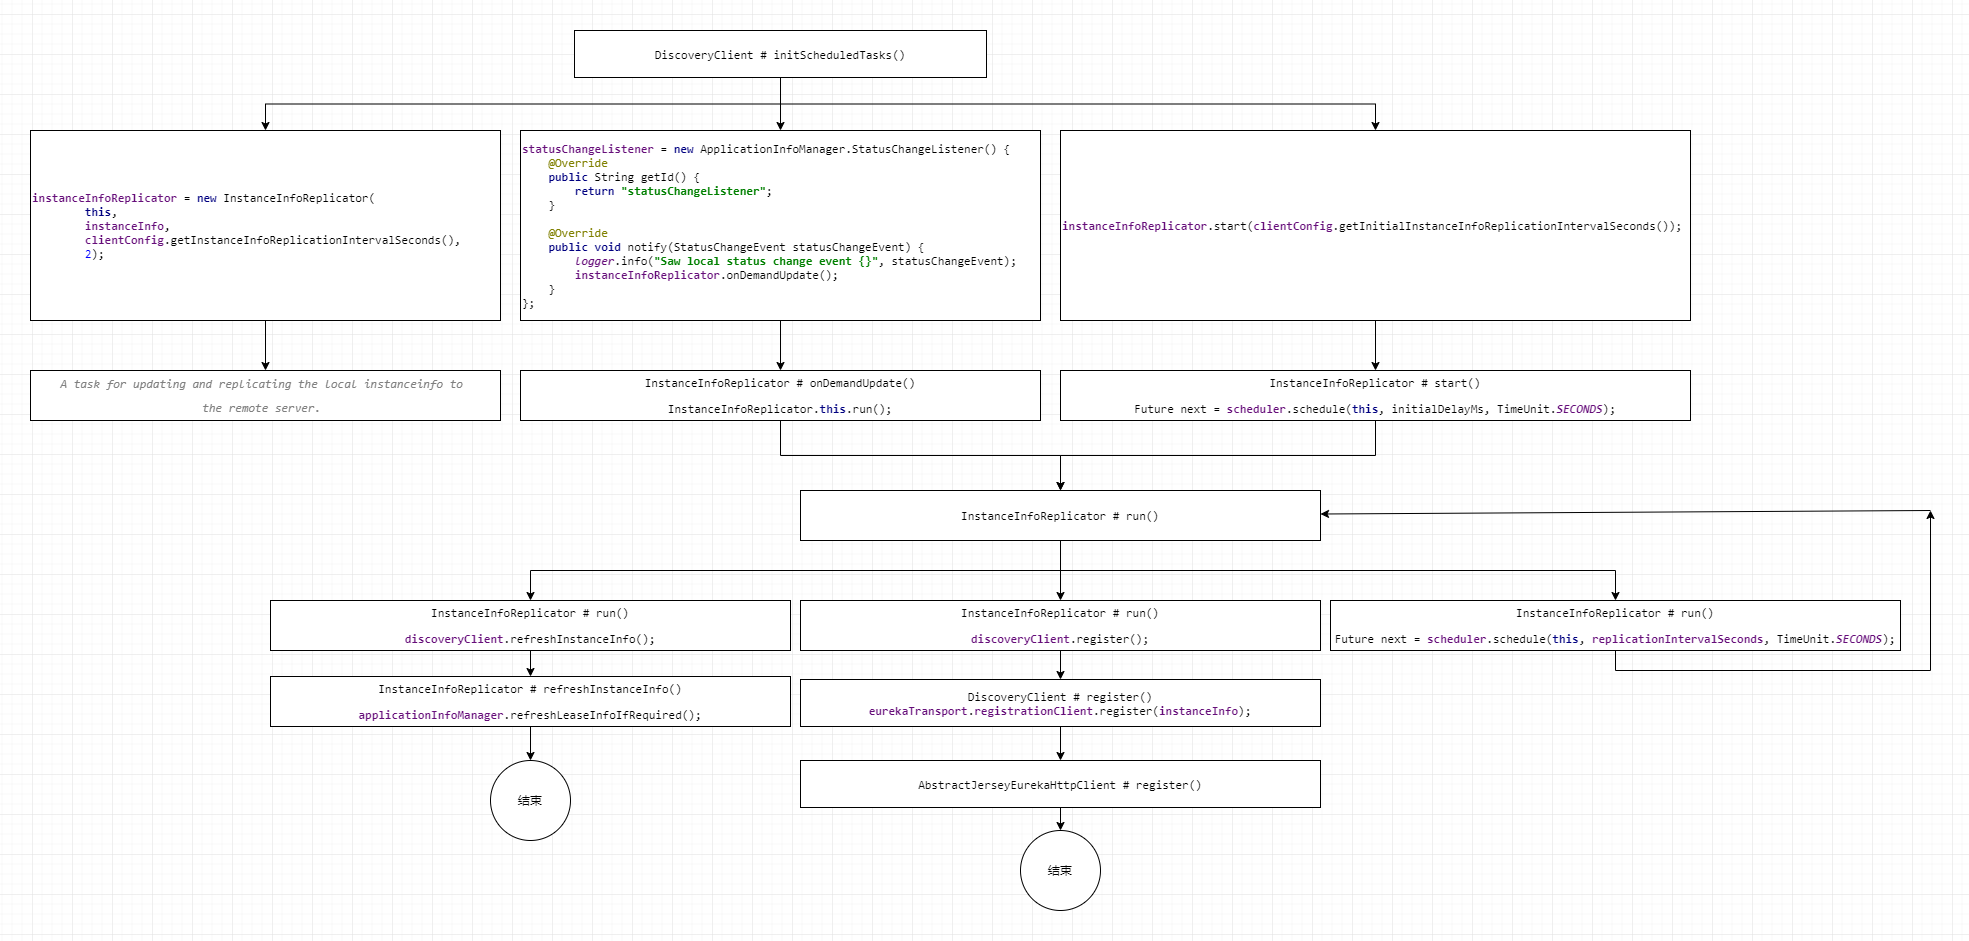 DiscoveryClient # initScheduledTasks()
instanceInfoReplicator = new InstanceInfoReplicator(
this,
instanceInfo,
clientConfig.getInstanceInfoReplicationIntervalSeconds(),
2);
statusChangeListener = new ApplicationInfoManager.StatusChangeListener() {
@Override
public String getId() {
return "statusChangeListener";
}
@Override
public void notify(StatusChangeEvent statusChangeEvent) {
logger.info("Saw local status change event {}", statusChangeEvent);
instanceInfoReplicator.onDemandUpdate();
}
};
instanceInfoReplicator.start(clientConfig.getInitialInstanceInfoReplicationIntervalSeconds());
A task for updating and replicating the local instanceinfo to
the remote server.
InstanceInfoReplicator # onDemandUpdate()
InstanceInfoReplicator.this.run();
InstanceInfoReplicator # start()
Future next = scheduler.schedule(this, initialDelayMs, TimeUnit.SECONDS);
InstanceInfoReplicator # run()
InstanceInfoReplicator # run()
discoveryClient.refreshInstanceInfo();
InstanceInfoReplicator # run()
discoveryClient.register();
InstanceInfoReplicator # run()
Future next = scheduler.schedule(this, replicationIntervalSeconds, TimeUnit.SECONDS);
InstanceInfoReplicator # refreshInstanceInfo()
applicationInfoManager.refreshLeaseInfoIfRequired();
DiscoveryClient # register()
eurekaTransport.registrationClient.register(instanceInfo);
AbstractJerseyEurekaHttpClient # register()
结束
结束